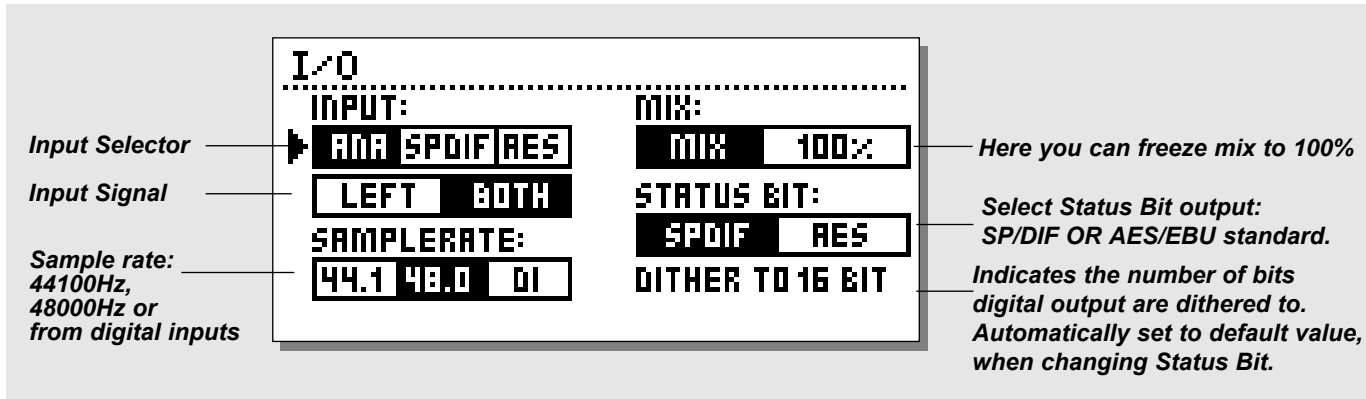 I/O
INPUT:
ANA SPDIF AES
LEFT BOTH
SAMPLERATE:
44.1 48.0 DI
MIX:
MIX 100%
STATUS BIT:
SPDIF AES
DITHER TO 16 BIT
Input Selector
Input Signal
Sample rate:
44100Hz,
48000Hz or
from digital inputs
Here you can freeze mix to 100%
Select Status Bit output:
SP/DIF OR AES/EBU standard.
Indicates the number of bits
digital output are dithered to.
Automatically set to default value,
when changing Status Bit.